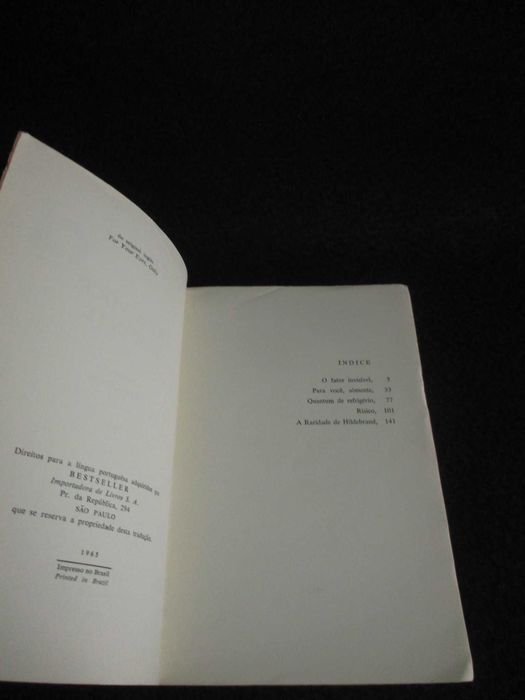 do original inglês
For Your Eyes, Only
Direitos para a língua portuguêsa adquiridos por
BESTSELLER
Importadora de Livros S. A.
Pr. da República, 294
SÃO PAULO
que se reserva a propriedade desta tradução.
1965
Impresso no Brasil
Printed in Brazil
INDICE
O fator invisível, 5
Para você, sòmente, 33
Quantum de refrigério, 77
Risico, 101
A Raridade de Hildebrand, 141